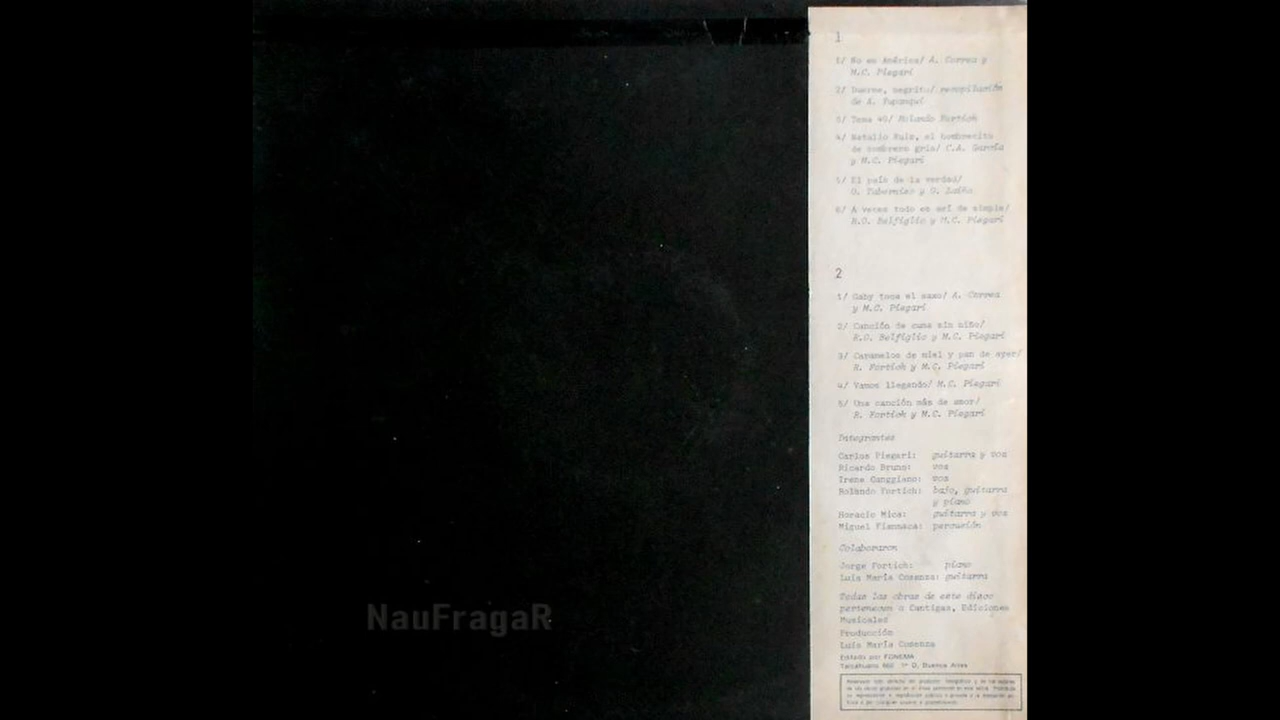 1
1/ No en América/ A. Correa y
M.C. Piegari
2/ Duerme, negrito/ recopilación
de A. Yupanqui
3/ Tema 40/ Rolando Fortich
4/ Natalio Ruiz, el hombrecito
de sombrero gris/ C.A. García
y M.C. Piegari
5/ El país de la verdad/
O. y O.
6/ A veces todo es así de simple/
R.O. Belfiglio y M.C. Piegari
2
1/ Gaby toca el saxo/ A. Correa
y M.C. Piegari
2/ Canción de cuna sin niño/
R.O. Belfiglio y M.C. Piegari
3/ Caramelos de miel y pan de ayer/
R. Fortich y M.C. Piegari
4/ Vamos llegando/ M.C. Piegari
5/ Una canción más de amor/
R. Fortich y M.C. Piegari
Integrantes
Carlos Piegari: guitarra y voz
Ricardo Bruno: voz
Irene voz
Rolando Fortich: bajo, guitarra
y piano
Horacio Mica: guitarra y voz
Miguel percusión
Colaboraron
Jorge Fortich: piano
Luis María Cosenza: guitarra
Todas las obras de este disco
pertenecen a Cantigas, Ediciones
Musicales
Producción
Luis María Cosenza
Editado por FONEMA
Talcahuano 1º D, Buenos Aires
NauFragaR